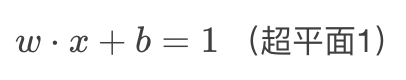 w · x + b = 1 （超平面1）